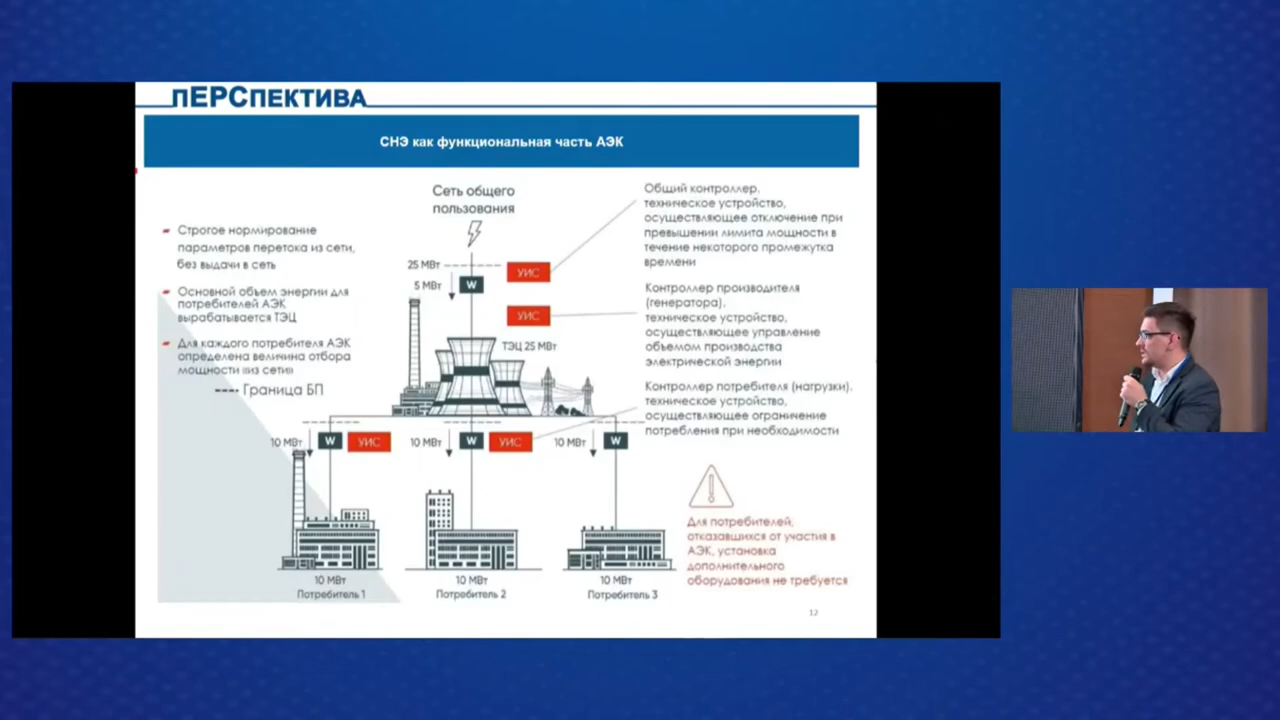 пЕРСПЕКТИВА
СНЭ как функциональная часть АЭК
Строгое нормирование
параметров перетока из сети,
без выдачи в сеть
Основной объем энергии для
потребителей АЭК
вырабатывается ТЭЦ
Для каждого потребителя АЭК
определена величина отбора
мощности «из сети»
Граница БП
Сеть общего
пользования
25 МВт
5 МВт
W
УИС
УИС
ТЭЦ 25 МВт
10 МВт
W
УИС
10 МВт
W
УИС
10 МВт
W
10 МВт
Потребитель 1
10 МВт
Потребитель 2
10 МВт
Потребитель 3
Общий контроллер,
техническое устройство,
осуществляющее отключение при
превышении лимита мощности в
течение некоторого промежутка
времени
Контроллер производителя
(генератора),
техническое устройство,
осуществляющее управление
объемом производства
электрической энергии
Контроллер потребителя (нагрузки),
техническое устройство,
осуществляющее ограничение
потребления при необходимости
Для потребителей,
отказавшихся от участия в
АЭК, установка
дополнительного
оборудования не требуется
12